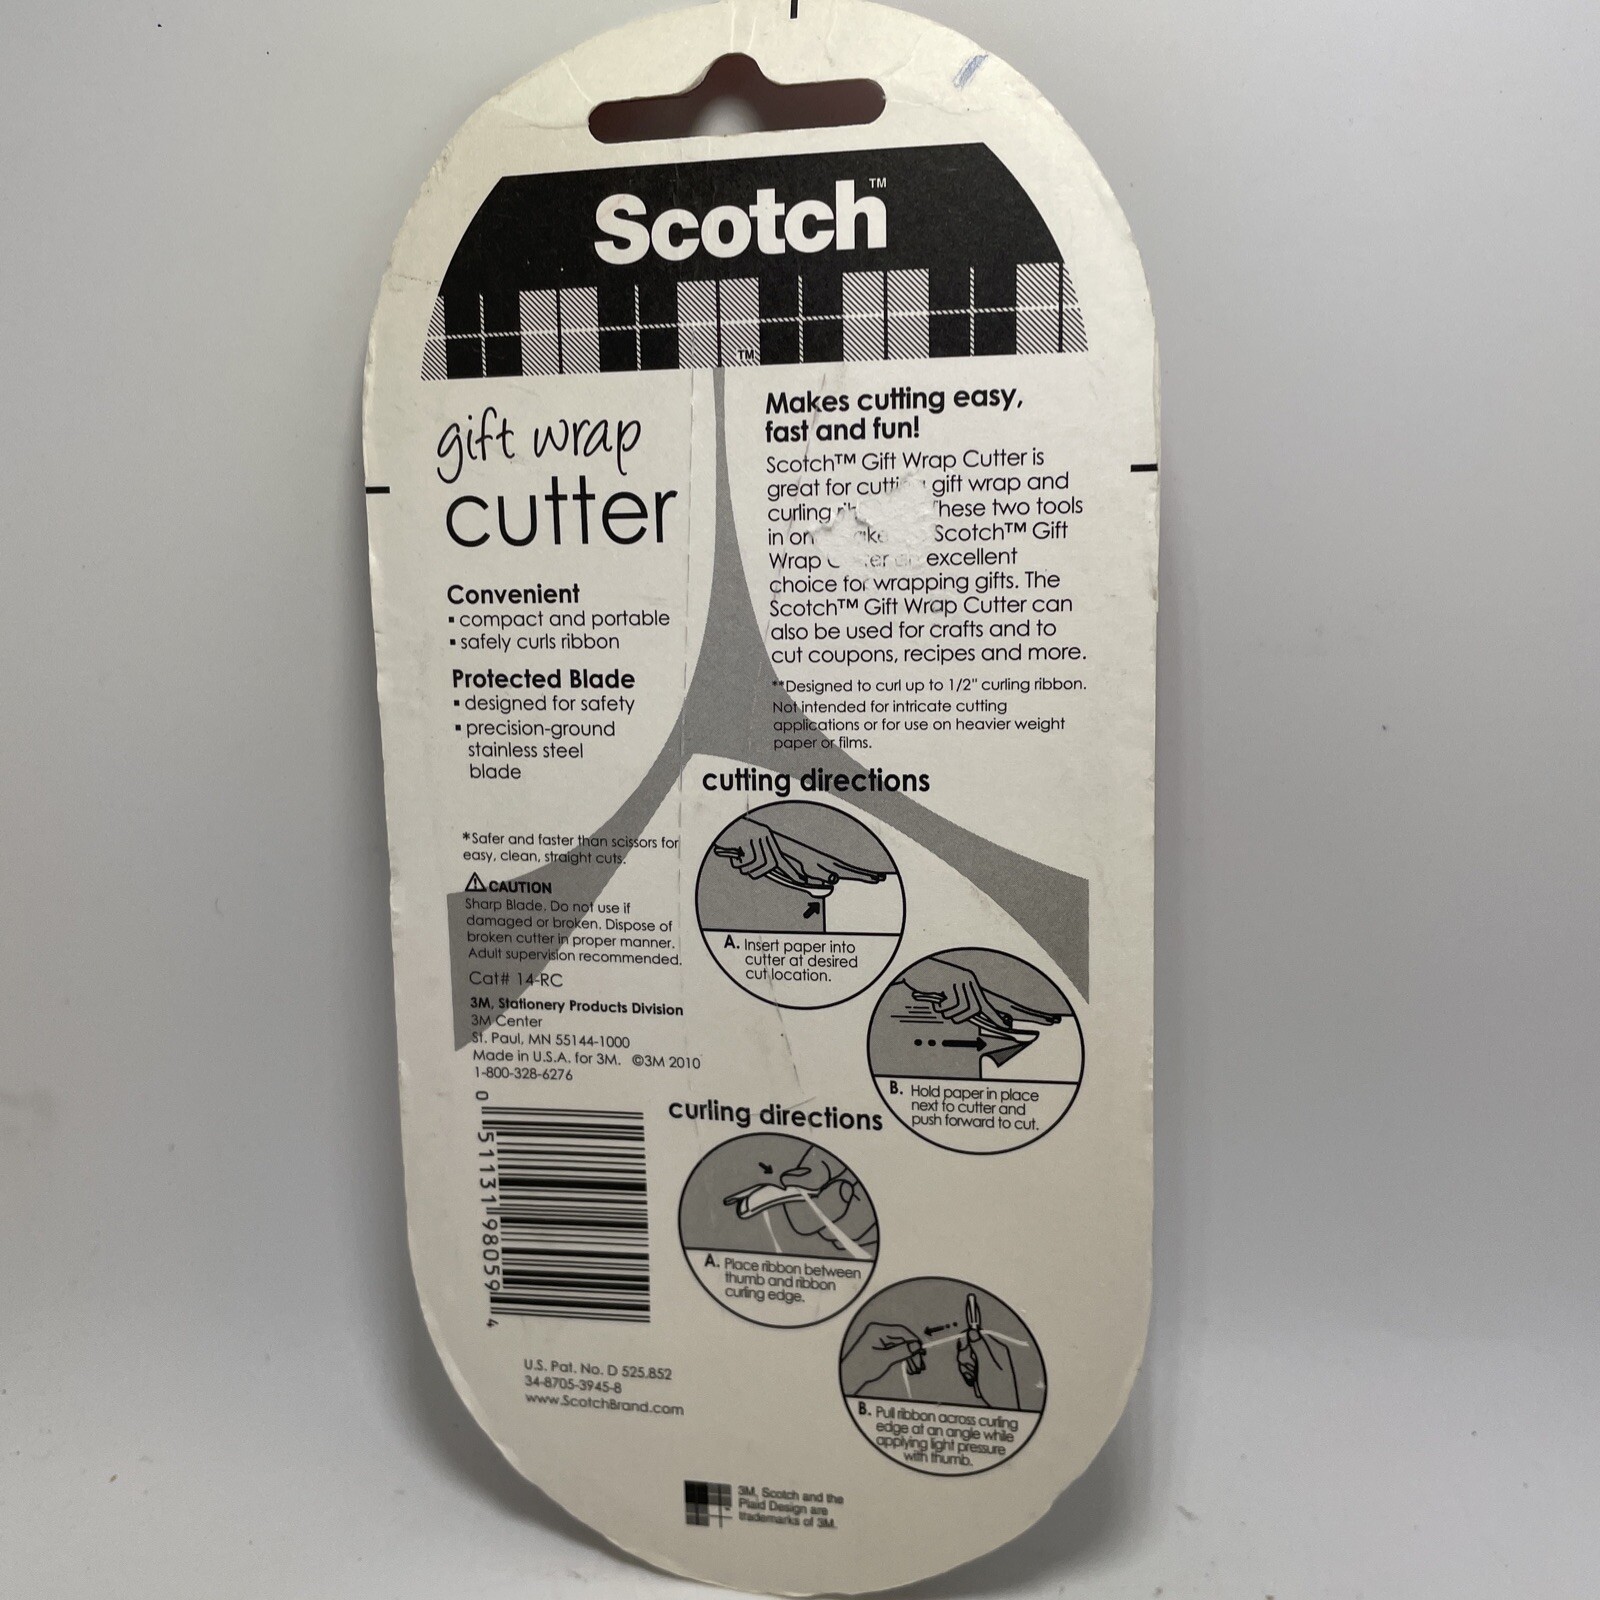 Scotch™
TM
gift wrap
cutter
Convenient
▪ compact and portable
▪ safely curls ribbon
Protected Blade
▪ designed for safety
▪ precision-ground
stainless steel
blade
*Safer and faster than scissors for
easy, clean, straight cuts.
⚠ CAUTION
Sharp Blade. Do not use if
damaged or broken. Dispose of
broken cutter in proper manner.
Adult supervision recommended.
Cat# 14-RC
3M, Stationery Products Division
3M Center
St. Paul, MN 55144-1000
Made in U.S.A. for 3M. ©3M 2010
1-800-328-6276
0 51131 98059 4
U.S. Pat. No. D 525,852
34-8705-3945-8
www.ScotchBrand.com
Makes cutting easy,
fast and fun!
Scotch™ Gift Wrap Cutter is
great for gift wrap and
curling these two tools
in Scotch™ Gift
Wrap excellent
choice for wrapping gifts. The
Scotch™ Gift Wrap Cutter can
also be used for crafts and to
cut coupons, recipes and more.
**Designed to curl up to 1/2" curling ribbon.
Not intended for intricate cutting
applications or for use on heavier weight
paper or films.
cutting directions
A. Insert paper into
cutter at desired
cut location.
B. Hold paper in place
next to cutter and
push forward to cut.
curling directions
A. Place ribbon between
thumb and ribbon
curling edge.
B. Pull ribbon across curling
edge at an angle while
applying light pressure
with thumb.
3M, Scotch and the
Plaid Design are
trademarks of 3M.